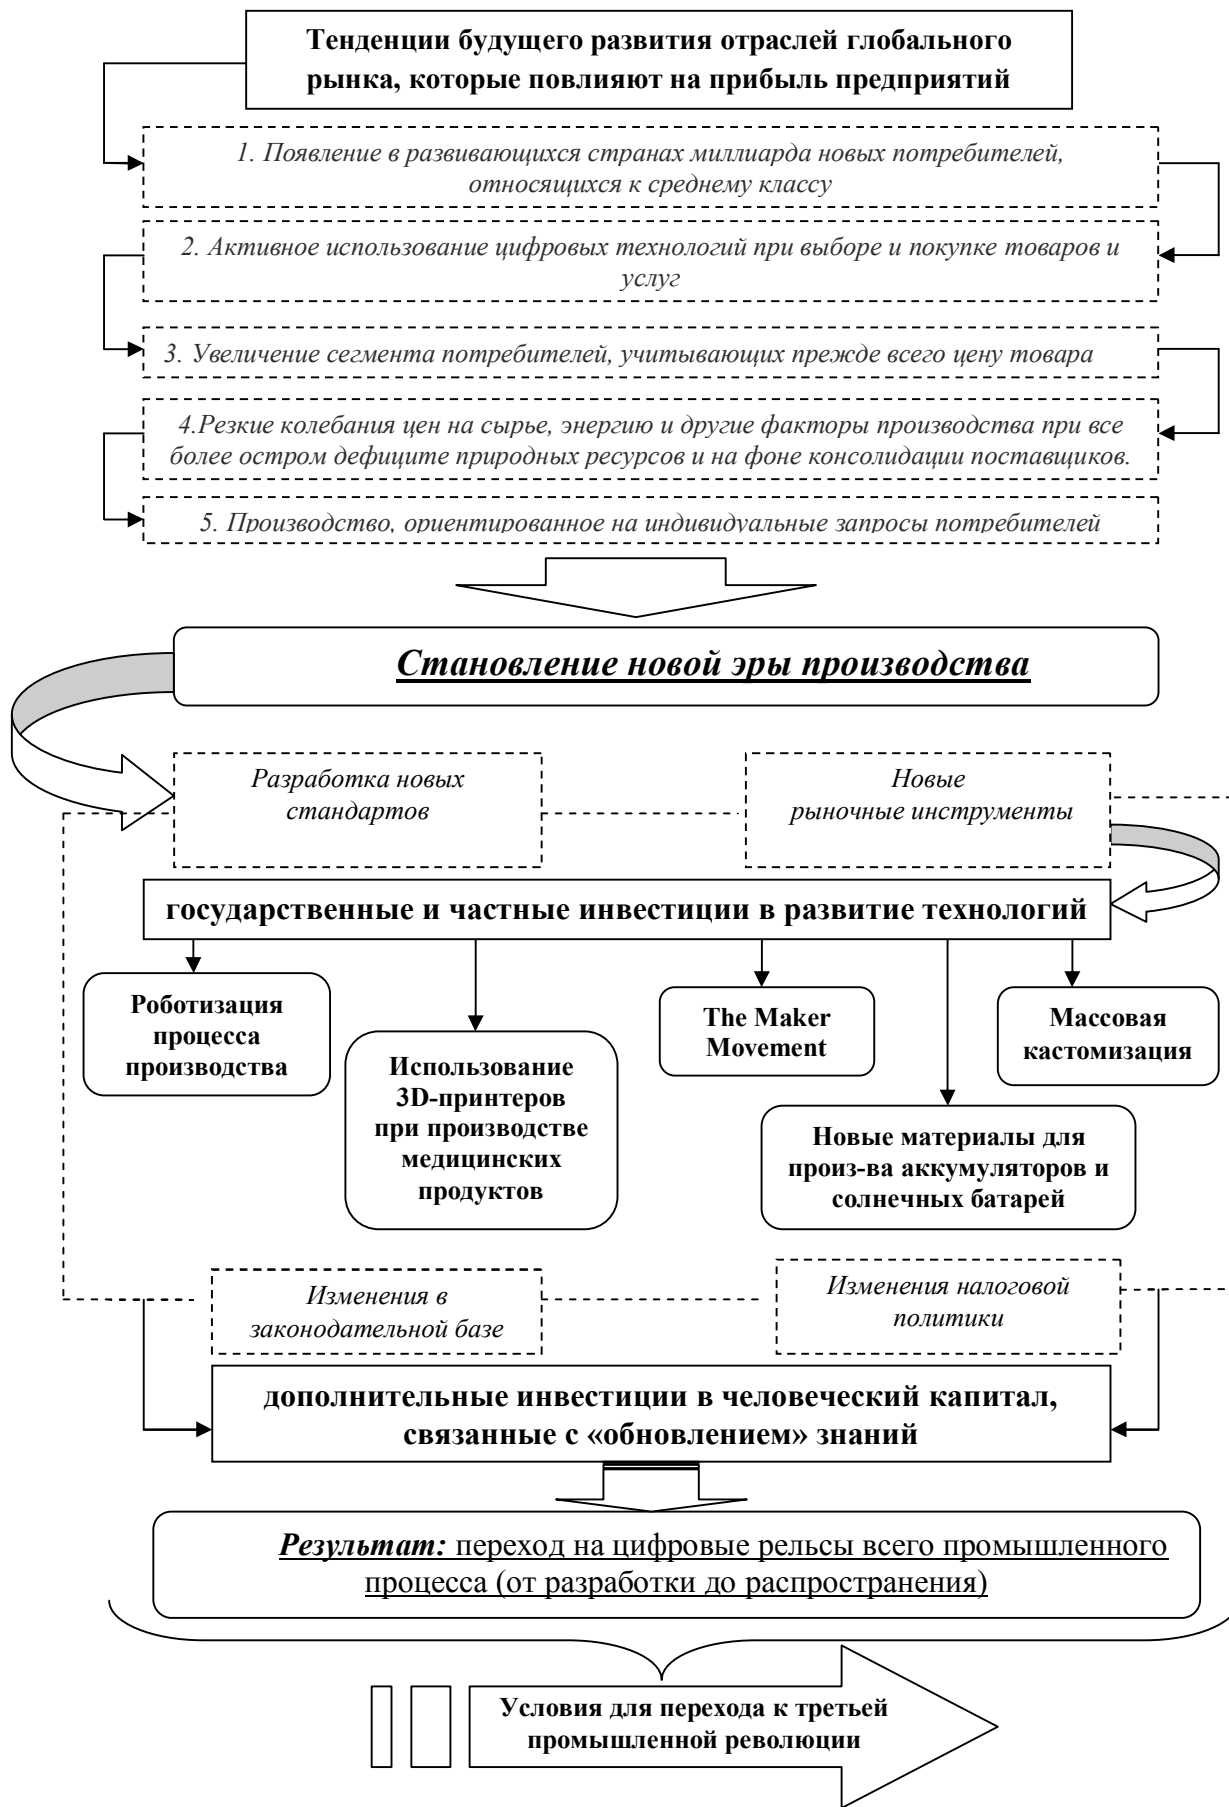 Тенденции будущего развития отраслей глобального
рынка, которые повлияют на прибыль предприятий
1. Появление в развивающихся странах миллиарда новых потребителей,
относящихся к среднему классу
2. Активное использование цифровых технологий при выборе и покупке товаров и
услуг
3. Увеличение сегмента потребителей, учитывающих прежде всего цену товара
4.Резкие колебания цен на сырье, энергию и другие факторы производства при все
более остром дефиците природных ресурсов и на фоне консолидации поставщиков.
5. Производство, ориентированное на индивидуальные запросы потребителей
Становление новой эры производства
Разработка новых
стандартов
Новые
рыночные инструменты
государственные и частные инвестиции в развитие технологий
Роботизация
процесса
производства
Использование
3D-принтеров
при производстве
медицинских
продуктов
The Maker
Movement
Новые материалы для
произ-ва аккумуляторов и
солнечных батарей
Массовая
кастомизация
Изменения в
законодательной базе
Изменения налоговой
политики
дополнительные инвестиции в человеческий капитал,
связанные с «обновлением» знаний
Результат: переход на цифровые рельсы всего промышленного
процесса (от разработки до распространения)
Условия для перехода к третьей
промышленной революции